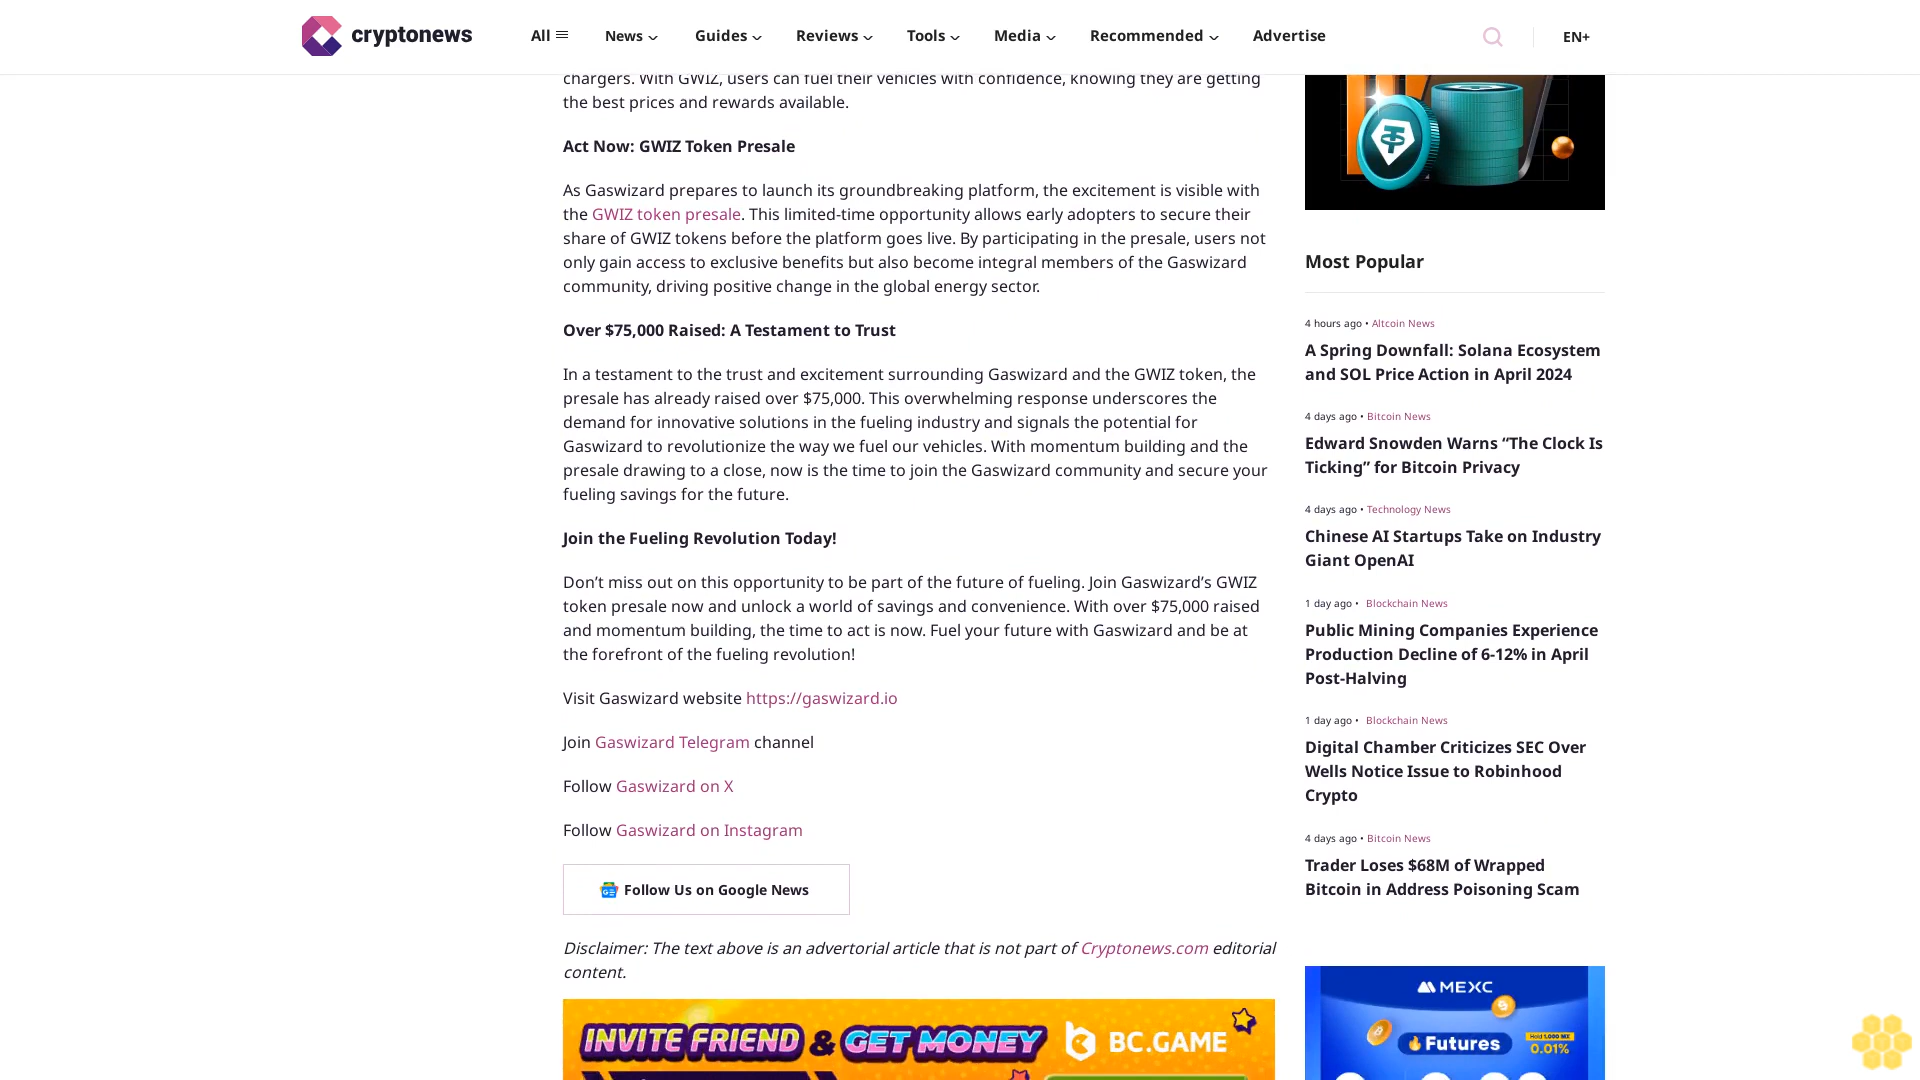 cryptonews
All
News
Guides
Reviews
Tools
Media
Recommended
Advertise
EN+
chargers. With GWIZ, users can fuel their vehicles with confidence, knowing they are getting
the best prices and rewards available.
Act Now: GWIZ Token Presale
As Gaswizard prepares to launch its groundbreaking platform, the excitement is visible with
the GWIZ token presale. This limited-time opportunity allows early adopters to secure their
share of GWIZ tokens before the platform goes live. By participating in the presale, users not
only gain access to exclusive benefits but also become integral members of the Gaswizard
community, driving positive change in the global energy sector.
Over $75,000 Raised: A Testament to Trust
In a testament to the trust and excitement surrounding Gaswizard and the GWIZ token, the
presale has already raised over $75,000. This overwhelming response underscores the
demand for innovative solutions in the fueling industry and signals the potential for
Gaswizard to revolutionize the way we fuel our vehicles. With momentum building and the
presale drawing to a close, now is the time to join the Gaswizard community and secure your
fueling savings for the future.
Join the Fueling Revolution Today!
Don’t miss out on this opportunity to be part of the future of fueling. Join Gaswizard’s GWIZ
token presale now and unlock a world of savings and convenience. With over $75,000 raised
and momentum building, the time to act is now. Fuel your future with Gaswizard and be at
the forefront of the fueling revolution!
Visit Gaswizard website https://gaswizard.io
Join Gaswizard Telegram channel
Follow Gaswizard on X
Follow Gaswizard on Instagram
Follow Us on Google News
Disclaimer: The text above is an advertorial article that is not part of Cryptonews.com editorial
content.
INVITE FRIEND & GET MONEY BC.GAME
Most Popular
4 hours ago • Altcoin News
A Spring Downfall: Solana Ecosystem
and SOL Price Action in April 2024
4 days ago • Bitcoin News
Edward Snowden Warns “The Clock Is
Ticking” for Bitcoin Privacy
4 days ago • Technology News
Chinese AI Startups Take on Industry
Giant OpenAI
1 day ago • Blockchain News
Public Mining Companies Experience
Production Decline of 6-12% in April
Post-Halving
1 day ago • Blockchain News
Digital Chamber Criticizes SEC Over
Wells Notice Issue to Robinhood
Crypto
4 days ago • Bitcoin News
Trader Loses $68M of Wrapped
Bitcoin in Address Poisoning Scam
MEXC
Futures
Hold 1,000 MX
0.01%